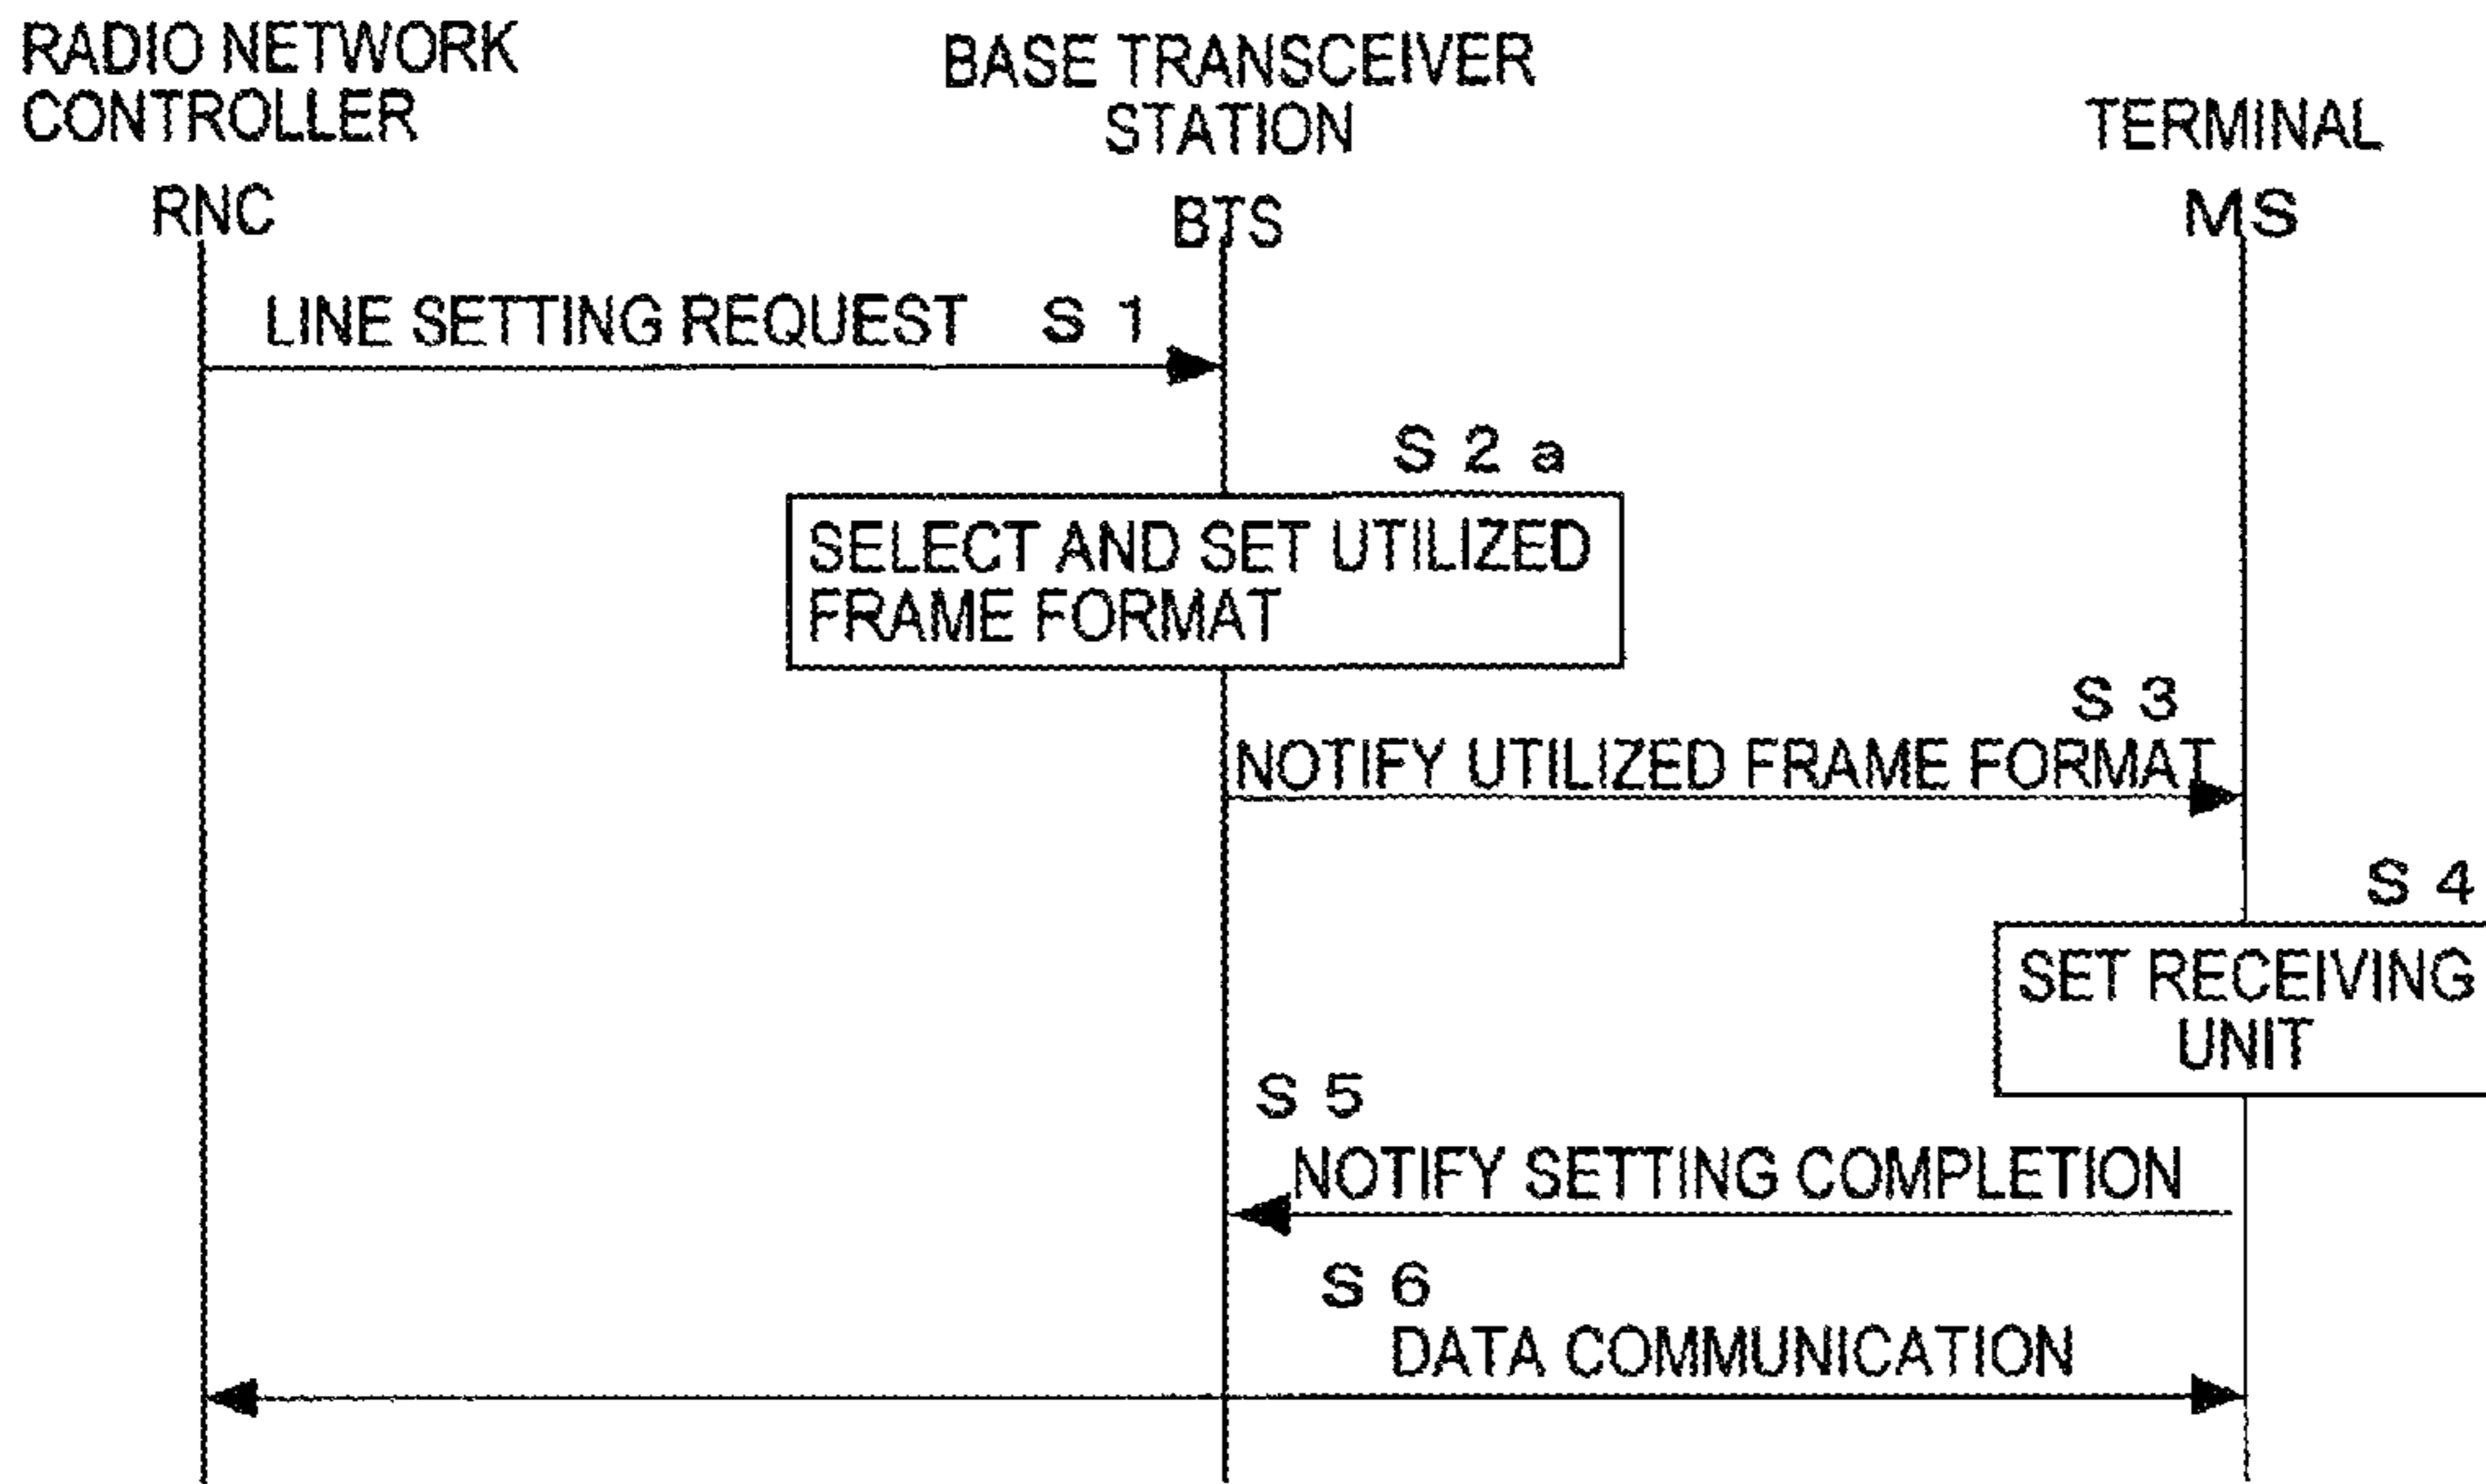 RADIO NETWORK
CONTROLLER
RNC
BASE TRANSCEIVER
STATION
BTS
TERMINAL
MS
LINE SETTING REQUEST S 1
S 2 a
SELECT AND SET UTILIZED
FRAME FORMAT
S 3
NOTIFY UTILIZED FRAME FORMAT
S 4
SET RECEIVING
UNIT
S 5
NOTIFY SETTING COMPLETION
S 6
DATA COMMUNICATION